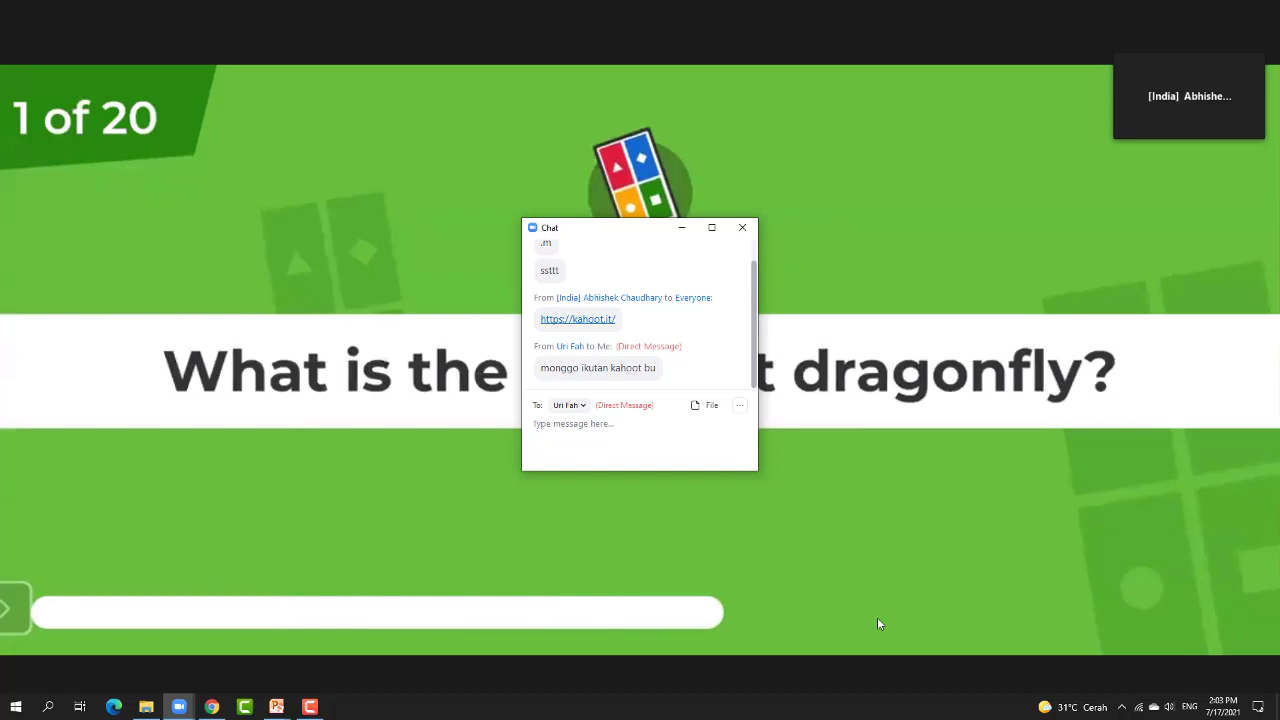 1 of 20
[India] Abhishe...
What is the
t dragonfly?
Chat
.m
ssttt
From [India] Abhishek Chaudhary to Everyone:
https://kahoot.it/
From Uri Fah to Me: (Direct Message)
monggo ikutan kahoot bu
To: Uri Fah (Direct Message) File ...
Type message here...
31°C Cerah
ENG
2:03 PM
7/17/2021